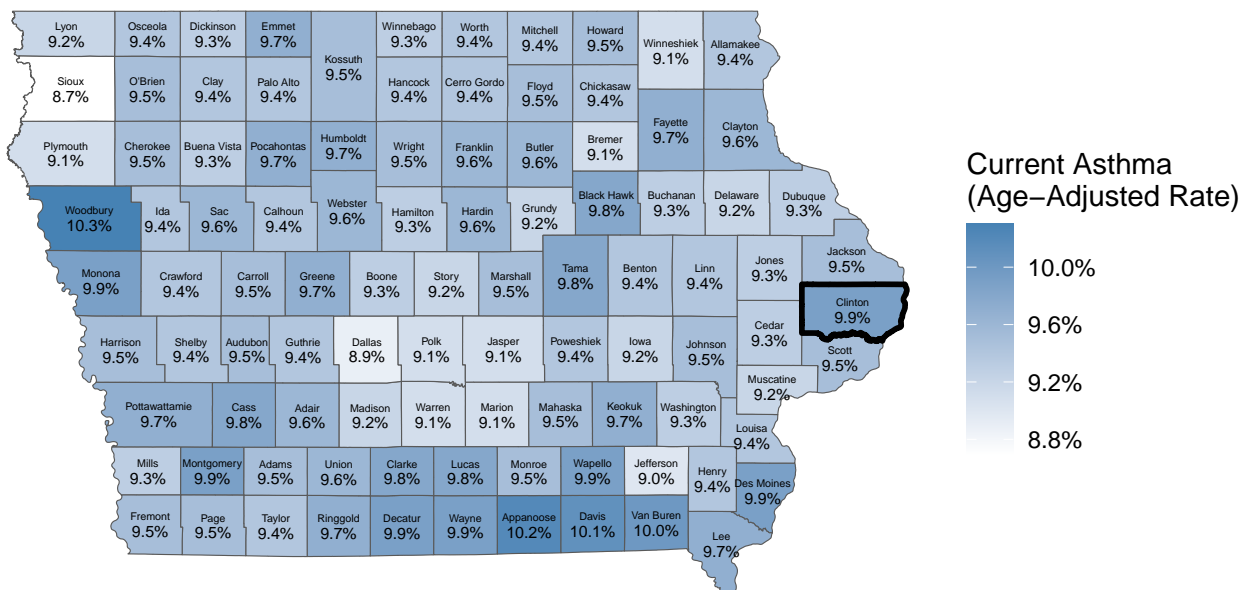 Lyon
9.2%
Osceola
9.4%
Dickinson
9.3%
Emmet
9.7%
Kossuth
9.5%
Winnebago
9.3%
Worth
9.4%
Mitchell
9.4%
Howard
9.5%
Winneshiek
9.1%
Allamakee
9.4%
Sioux
8.7%
O'Brien
9.5%
Clay
9.4%
Palo Alto
9.4%
Hancock
9.4%
Cerro Gordo
9.4%
Floyd
9.5%
Chickasaw
9.4%
Fayette
9.7%
Clayton
9.6%
Plymouth
9.1%
Cherokee
9.5%
Buena Vista
9.3%
Pocahontas
9.7%
Humboldt
9.7%
Wright
9.5%
Franklin
9.6%
Butler
9.6%
Bremer
9.1%
Woodbury
10.3%
Ida
9.4%
Sac
9.6%
Calhoun
9.4%
Webster
9.6%
Hamilton
9.3%
Hardin
9.6%
Grundy
9.2%
Black Hawk
9.8%
Buchanan
9.3%
Delaware
9.2%
Dubuque
9.3%
Monona
9.9%
Crawford
9.4%
Carroll
9.5%
Greene
9.7%
Boone
9.3%
Story
9.2%
Marshall
9.5%
Tama
9.8%
Benton
9.4%
Linn
9.4%
Jones
9.3%
Jackson
9.5%
Clinton
9.9%
Harrison
9.5%
Shelby
9.4%
Audubon
9.5%
Guthrie
9.4%
Dallas
8.9%
Polk
9.1%
Jasper
9.1%
Poweshiek
9.4%
Iowa
9.2%
Johnson
9.5%
Cedar
9.3%
Scott
9.5%
Muscatine
9.2%
Pottawattamie
9.7%
Cass
9.8%
Adair
9.6%
Madison
9.2%
Warren
9.1%
Marion
9.1%
Mahaska
9.5%
Keokuk
9.7%
Washington
9.3%
Louisa
9.4%
Mills
9.3%
Montgomery
9.9%
Adams
9.5%
Union
9.6%
Clarke
9.8%
Lucas
9.8%
Monroe
9.5%
Wapello
9.9%
Jefferson
9.0%
Henry
9.4%
Des Moines
9.9%
Fremont
9.5%
Page
9.5%
Taylor
9.4%
Ringgold
9.7%
Decatur
9.9%
Wayne
9.9%
Appanoose
10.2%
Davis
10.1%
Van Buren
10.0%
Lee
9.7%
Current Asthma
(Age−Adjusted Rate)
10.0%
9.6%
9.2%
8.8%